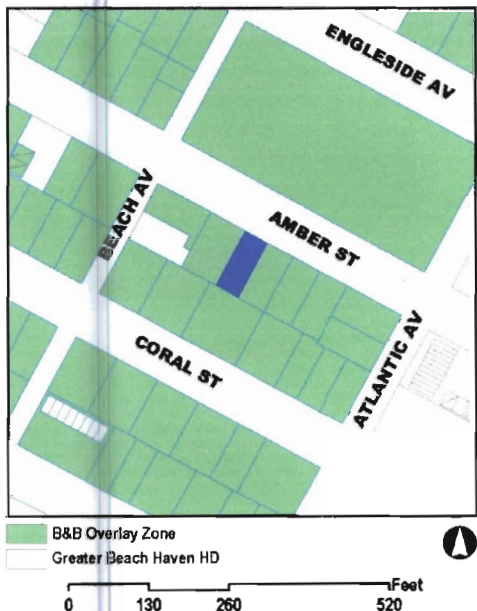 ENGLESIDE AV
BEACH AV
AMBER ST
CORAL ST
ATLANTIC AV
B&B Overlay Zone
Greater Beach Haven HD
Feet
0 130 260 520